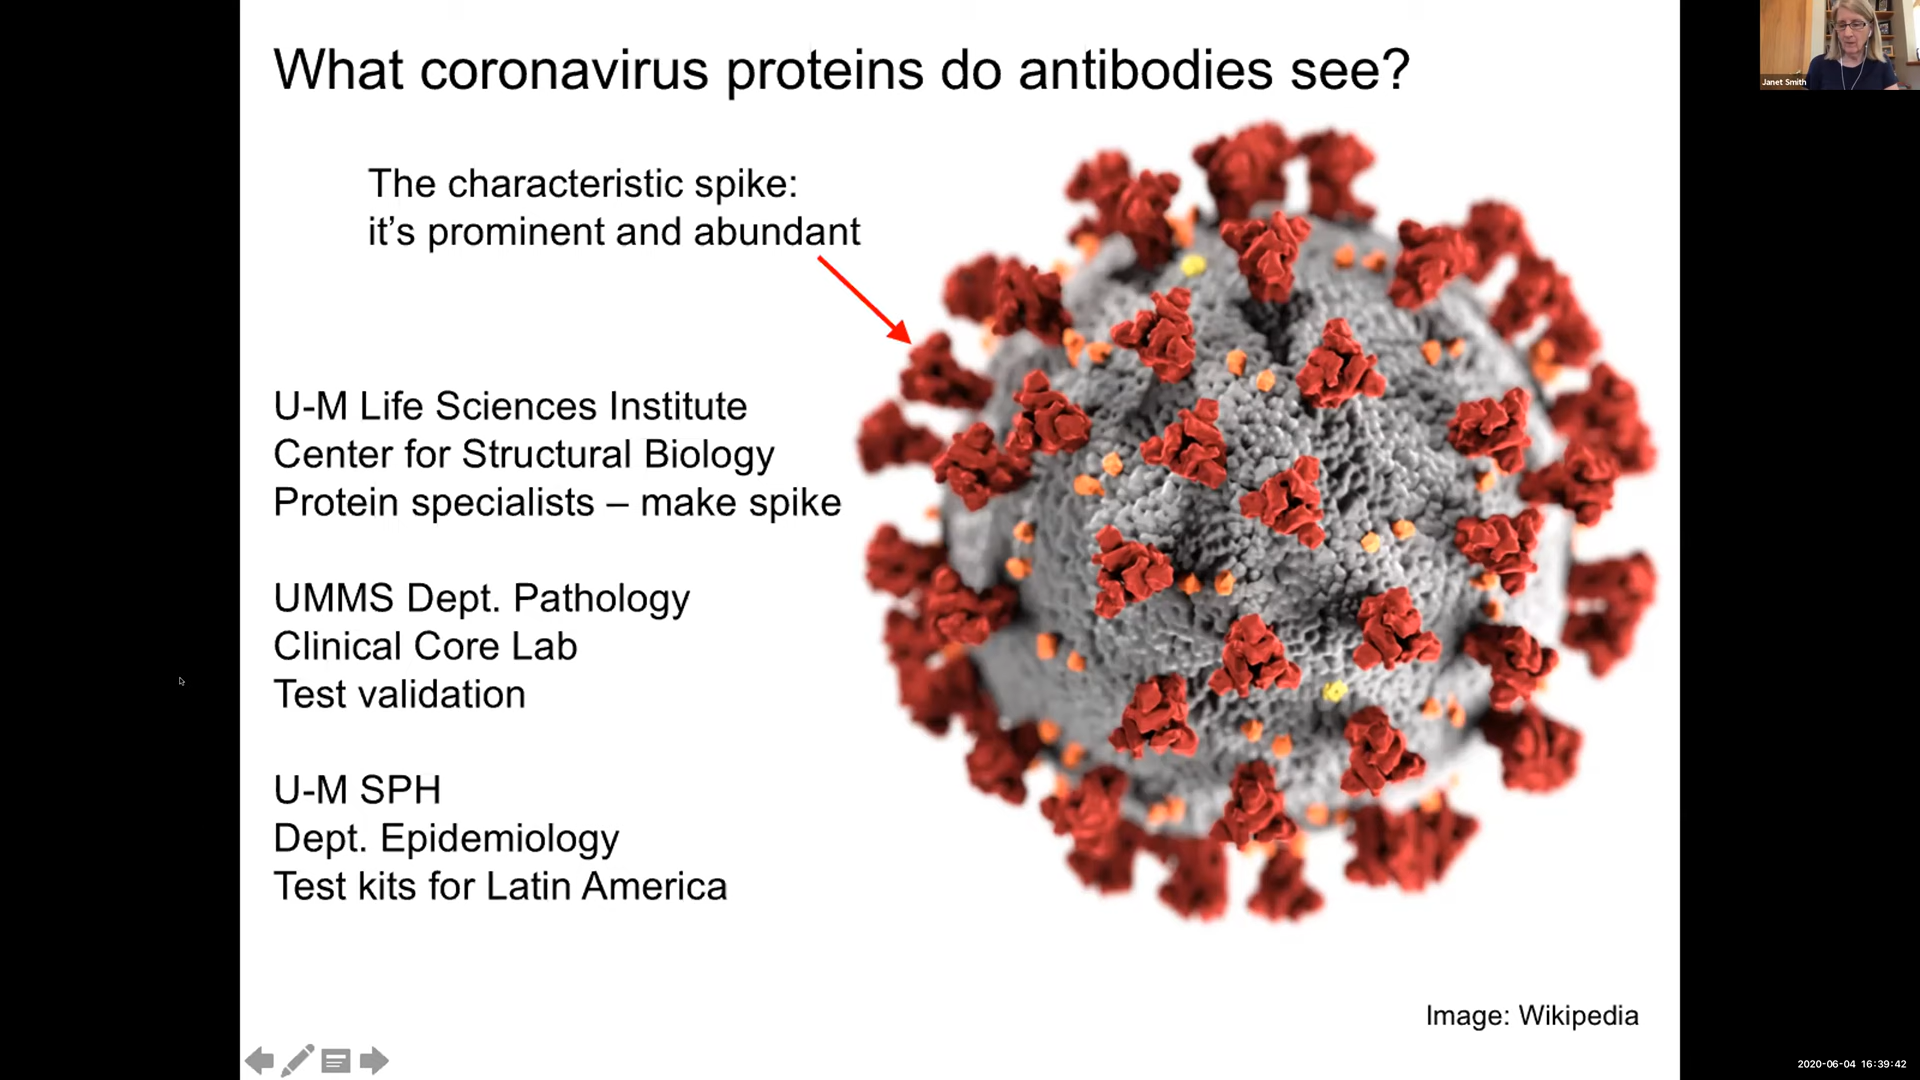 What coronavirus proteins do antibodies see?
The characteristic spike:
it's prominent and abundant
U-M Life Sciences Institute
Center for Structural Biology
Protein specialists – make spike
UMMS Dept. Pathology
Clinical Core Lab
Test validation
U-M SPH
Dept. Epidemiology
Test kits for Latin America
Image: Wikipedia
Janet Smith
2020-06-04 16:39:42